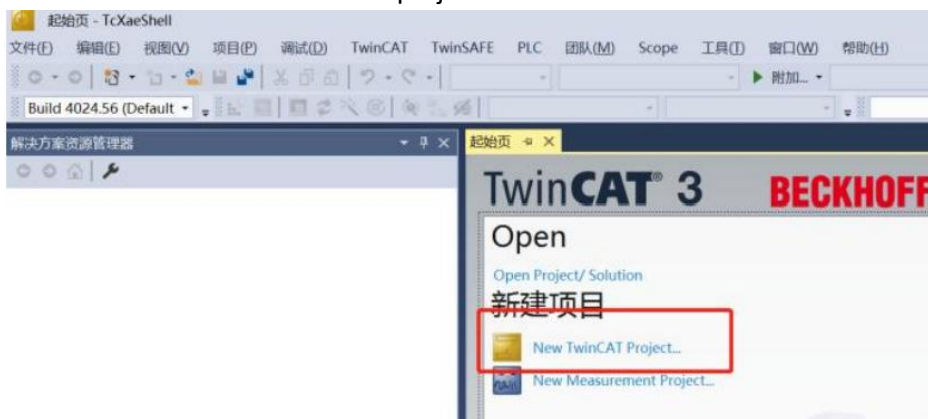 起始页 - TcXaeShell
文件(F) 编辑(E) 视图(V) 项目(P) 调试(D) TwinCAT TwinSAFE PLC 团队(M) Scope 工具(T) 窗口(W) 帮助(H)
附加...
Build 4024.56 (Default
解决方案资源管理器
起始页
TwinCAT® 3 BECKHOFF
Open
Open Project/ Solution
新建项目
New TwinCAT Project...
New Measurement Project...